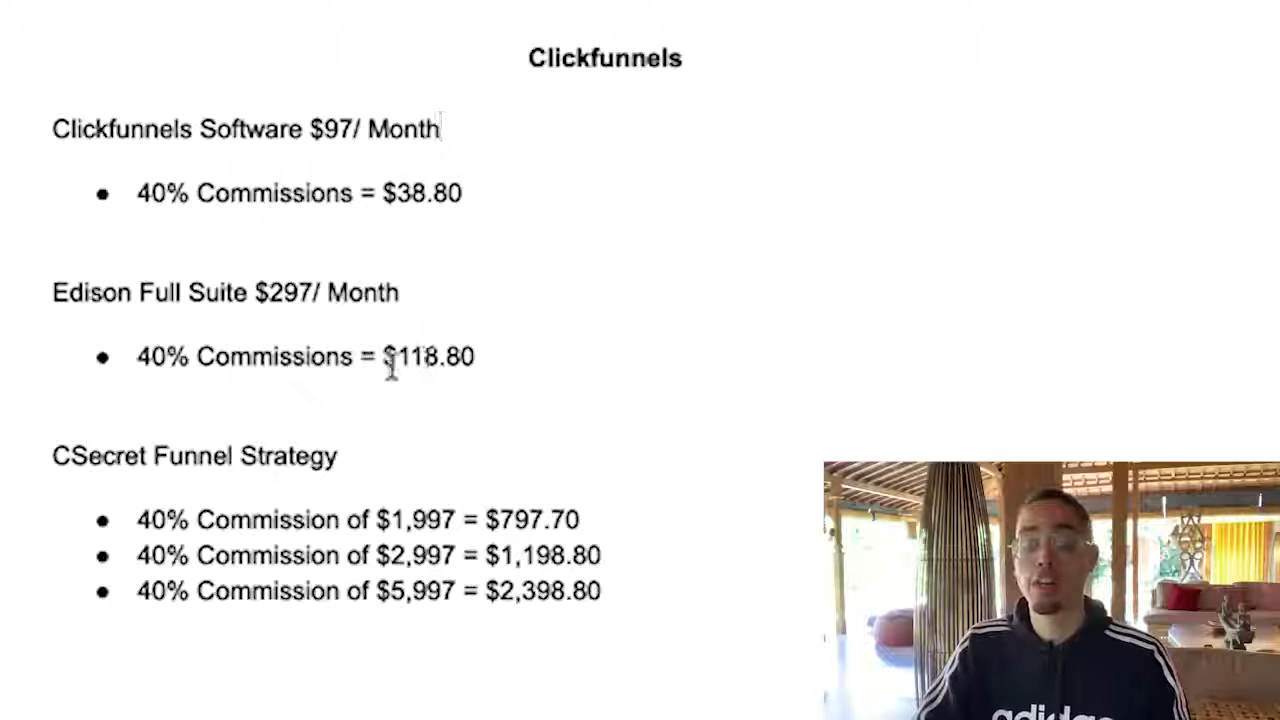 Clickfunnels
Clickfunnels Software $97/ Month
● 40% Commissions = $38.80
Edison Full Suite $297/ Month
● 40% Commissions = $118.80
CSecret Funnel Strategy
● 40% Commission of $1,997 = $797.70
● 40% Commission of $2,997 = $1,198.80
● 40% Commission of $5,997 = $2,398.80
adidas